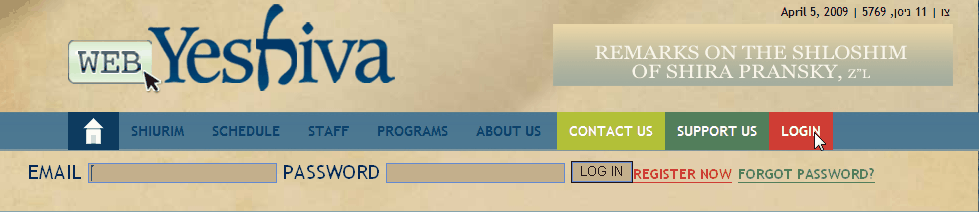 April 5, 2009 | צו | 11 ניסן, 5769
WEB Yeshiva
REMARKS ON THE SHLOSHIM
OF SHIRA PRANSKY, Z"L
SHIURIM SCHEDULE STAFF PROGRAMS ABOUT US CONTACT US SUPPORT US LOGIN
EMAIL PASSWORD LOG IN REGISTER NOW FORGOT PASSWORD?